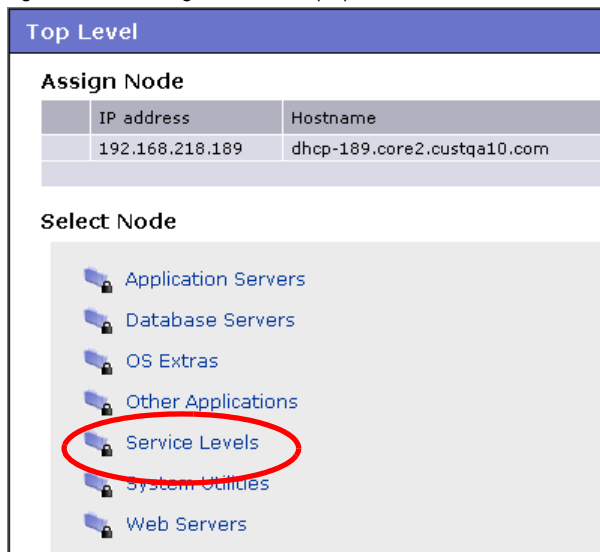 Top Level
Assign Node
IP address Hostname
192.168.218.189 dhcp-189.core2.custqa10.com
Select Node
Application Servers
Database Servers
OS Extras
Other Applications
Service Levels
System Utilities
Web Servers